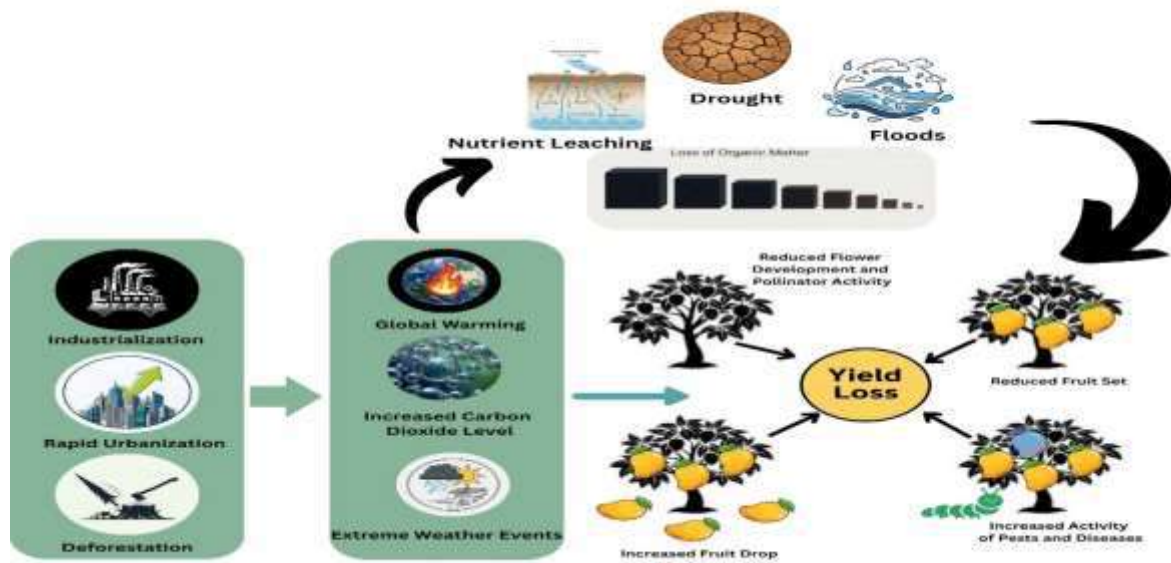 Industrialization
Rapid Urbanization
Deforestation
Global Warming
Increased Carbon
Dioxide Level
Extreme Weather Events
Nutrient Leaching
Drought
Floods
Loss of Organic Matter
Reduced Flower
Development and
Pollinator Activity
Reduced Fruit Set
Yield
Loss
Increased Fruit Drop
Increased Activity
of Pests and Diseases